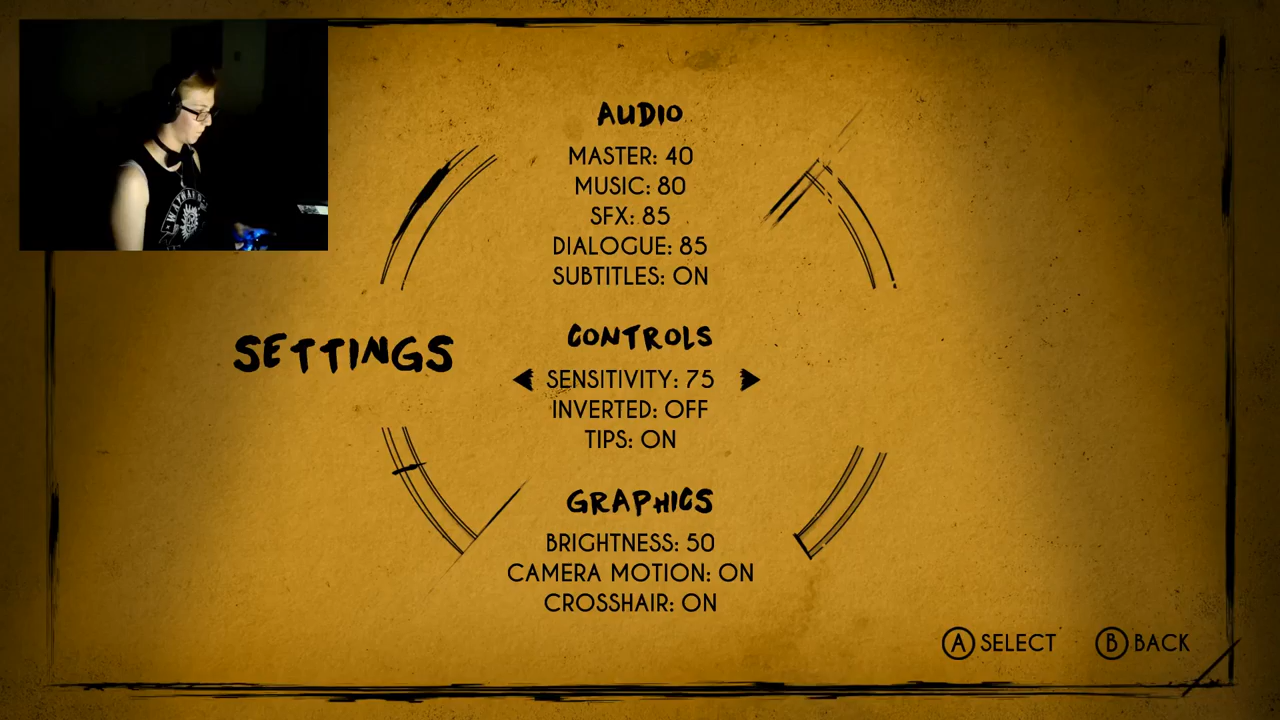 AUDIO
MASTER: 40
MUSIC: 80
SFX: 85
DIALOGUE: 85
SUBTITLES: ON
SETTINGS
CONTROLS
SENSITIVITY: 75
INVERTED: OFF
TIPS: ON
GRAPHICS
BRIGHTNESS: 50
CAMERA MOTION: ON
CROSSHAIR: ON
A SELECT
B BACK